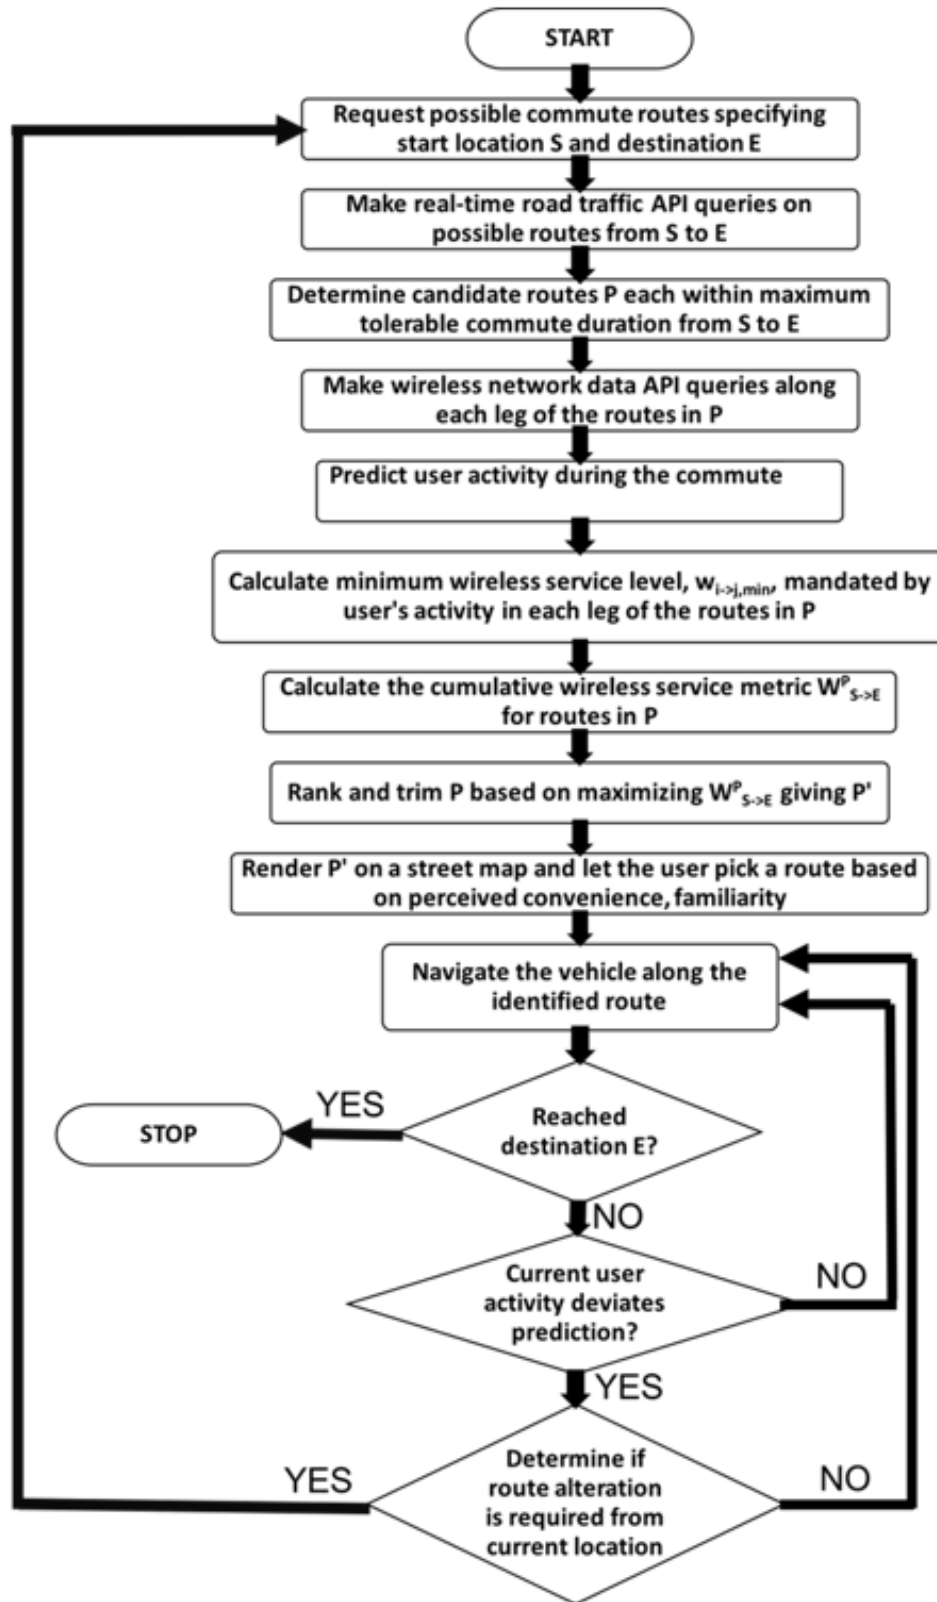 START
Request possible commute routes specifying
start location S and destination E
Make real-time road traffic API queries on
possible routes from S to E
Determine candidate routes P each within maximum
tolerable commute duration from S to E
Make wireless network data API queries along
each leg of the routes in P
Predict user activity during the commute
Calculate minimum wireless service level, w_{i->j,min}, mandated by
user's activity in each leg of the routes in P
Calculate the cumulative wireless service metric W^P_{S->E}
for routes in P
Rank and trim P based on maximizing W^P_{S->E} giving P'
Render P' on a street map and let the user pick a route based
on perceived convenience, familiarity
Navigate the vehicle along the
identified route
YES
STOP
Reached
destination E?
NO
Current user
activity deviates
prediction?
NO
YES
Determine if
route alteration
is required from
current location
YES
NO